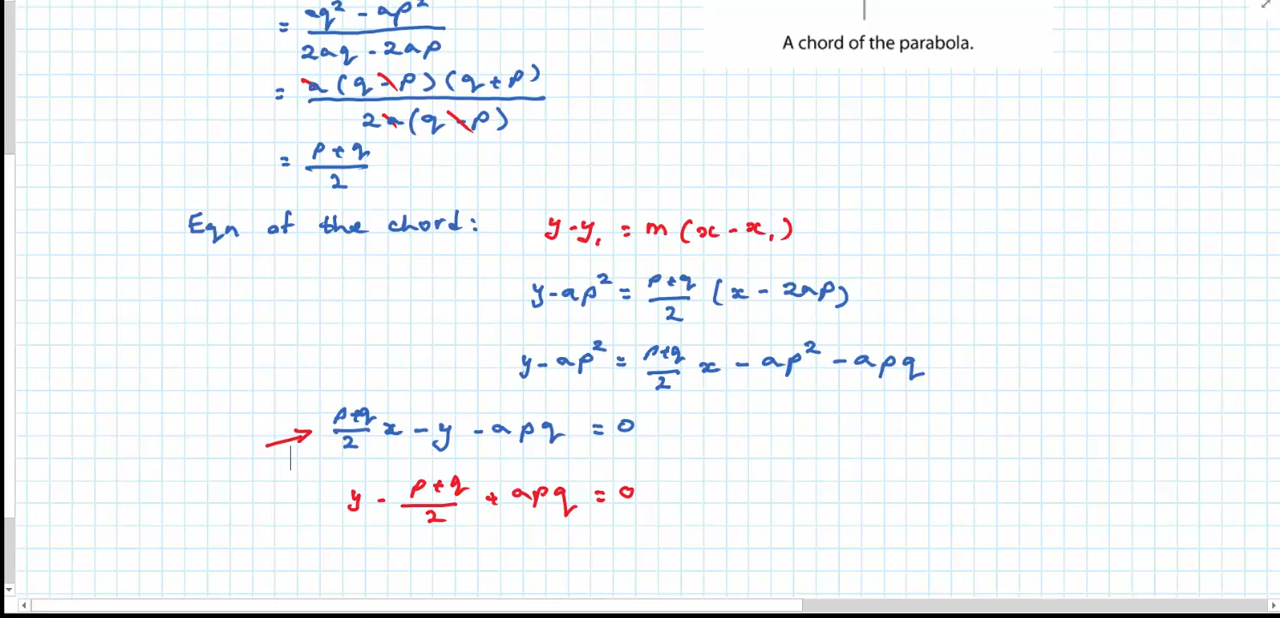 = aq² - ap² / 2aq - 2ap
A chord of the parabola.
= a(q-p)(q+p) / 2a(q-p)
= p+q / 2
Eqn of the chord: y-y₁ = m(x-x₁)
y-ap² = p+q/2 (x - 2ap)
y-ap² = p+q/2 x - ap² - apq
→ p+q/2 x - y - apq = 0
y - p+q/2 + apq = 0